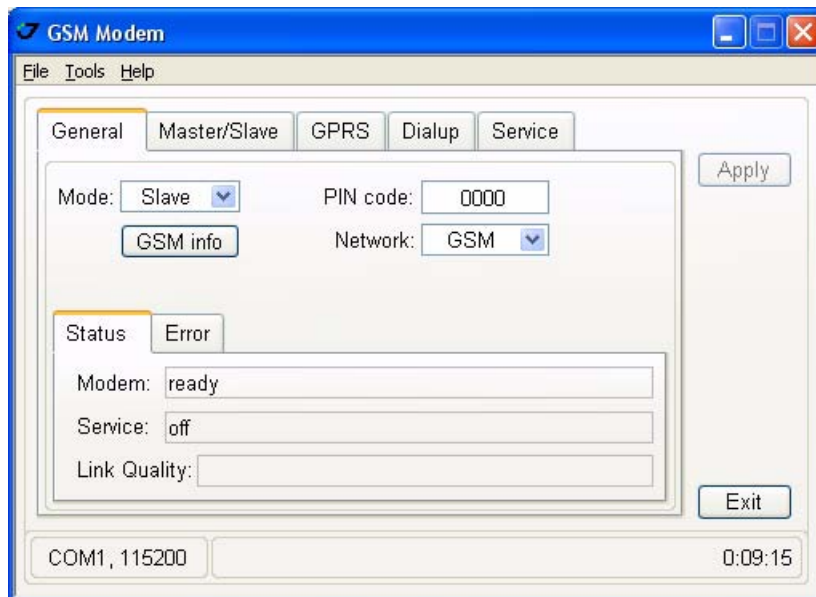 GSM Modem
File Tools Help
General Master/Slave GPRS Dialup Service
Apply
Mode: Slave PIN code: 0000
GSM info Network: GSM
Status Error
Modem: ready
Service: off
Link Quality:
Exit
COM1, 115200 0:09:15